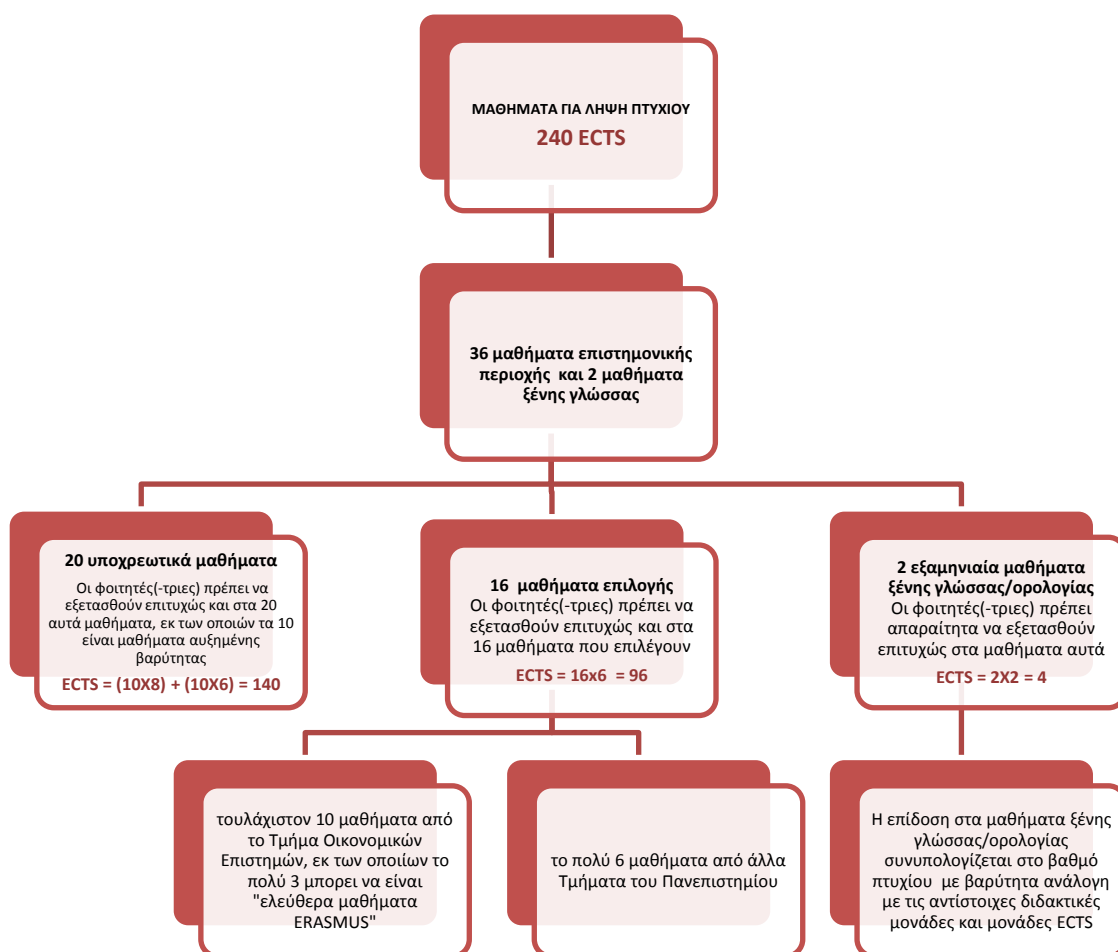 ΜΑΘΗΜΑΤΑ ΓΙΑ ΛΗΨΗ ΠΤΥΧΙΟΥ
240 ECTS
36 μαθήματα επιστημονικής
περιοχής και 2 μαθήματα
ξένης γλώσσας
20 υποχρεωτικά μαθήματα
Οι φοιτητές(-τριες) πρέπει να
εξετασθούν επιτυχώς και στα 20
αυτά μαθήματα, εκ των οποιών τα 10
είναι μαθήματα αυξημένης
βαρύτητας
ECTS = (10X8) + (10X6) = 140
16 μαθήματα επιλογής
Οι φοιτητές(-τριες) πρέπει να
εξετασθούν επιτυχώς και στα
16 μαθήματα που επιλέγουν
ECTS = 16x6 = 96
2 εξαμηνιαία μαθήματα
ξένης γλώσσας/ορολογίας
Οι φοιτητές(-τριες) πρέπει
απαραίτητα να εξετασθούν
επιτυχώς στα μαθήματα αυτά
ECTS = 2X2 = 4
τουλάχιστον 10 μαθήματα από
το Τμήμα Οικονομικών
Επιστημών, εκ των οποιίων το
πολύ 3 μπορει να είναι
"ελεύθερα μαθήματα
ERASMUS"
το πολύ 6 μαθήματα από άλλα
Τμήματα του Πανεπιστημίου
Η επίδοση στα μαθήματα ξένης
γλώσσας/ορολογίας
συνυπολογίζεται στο βαθμό
πτυχίου με βαρύτητα ανάλογη
με τις αντίστοιχες διδακτικές
μονάδες και μονάδες ECTS